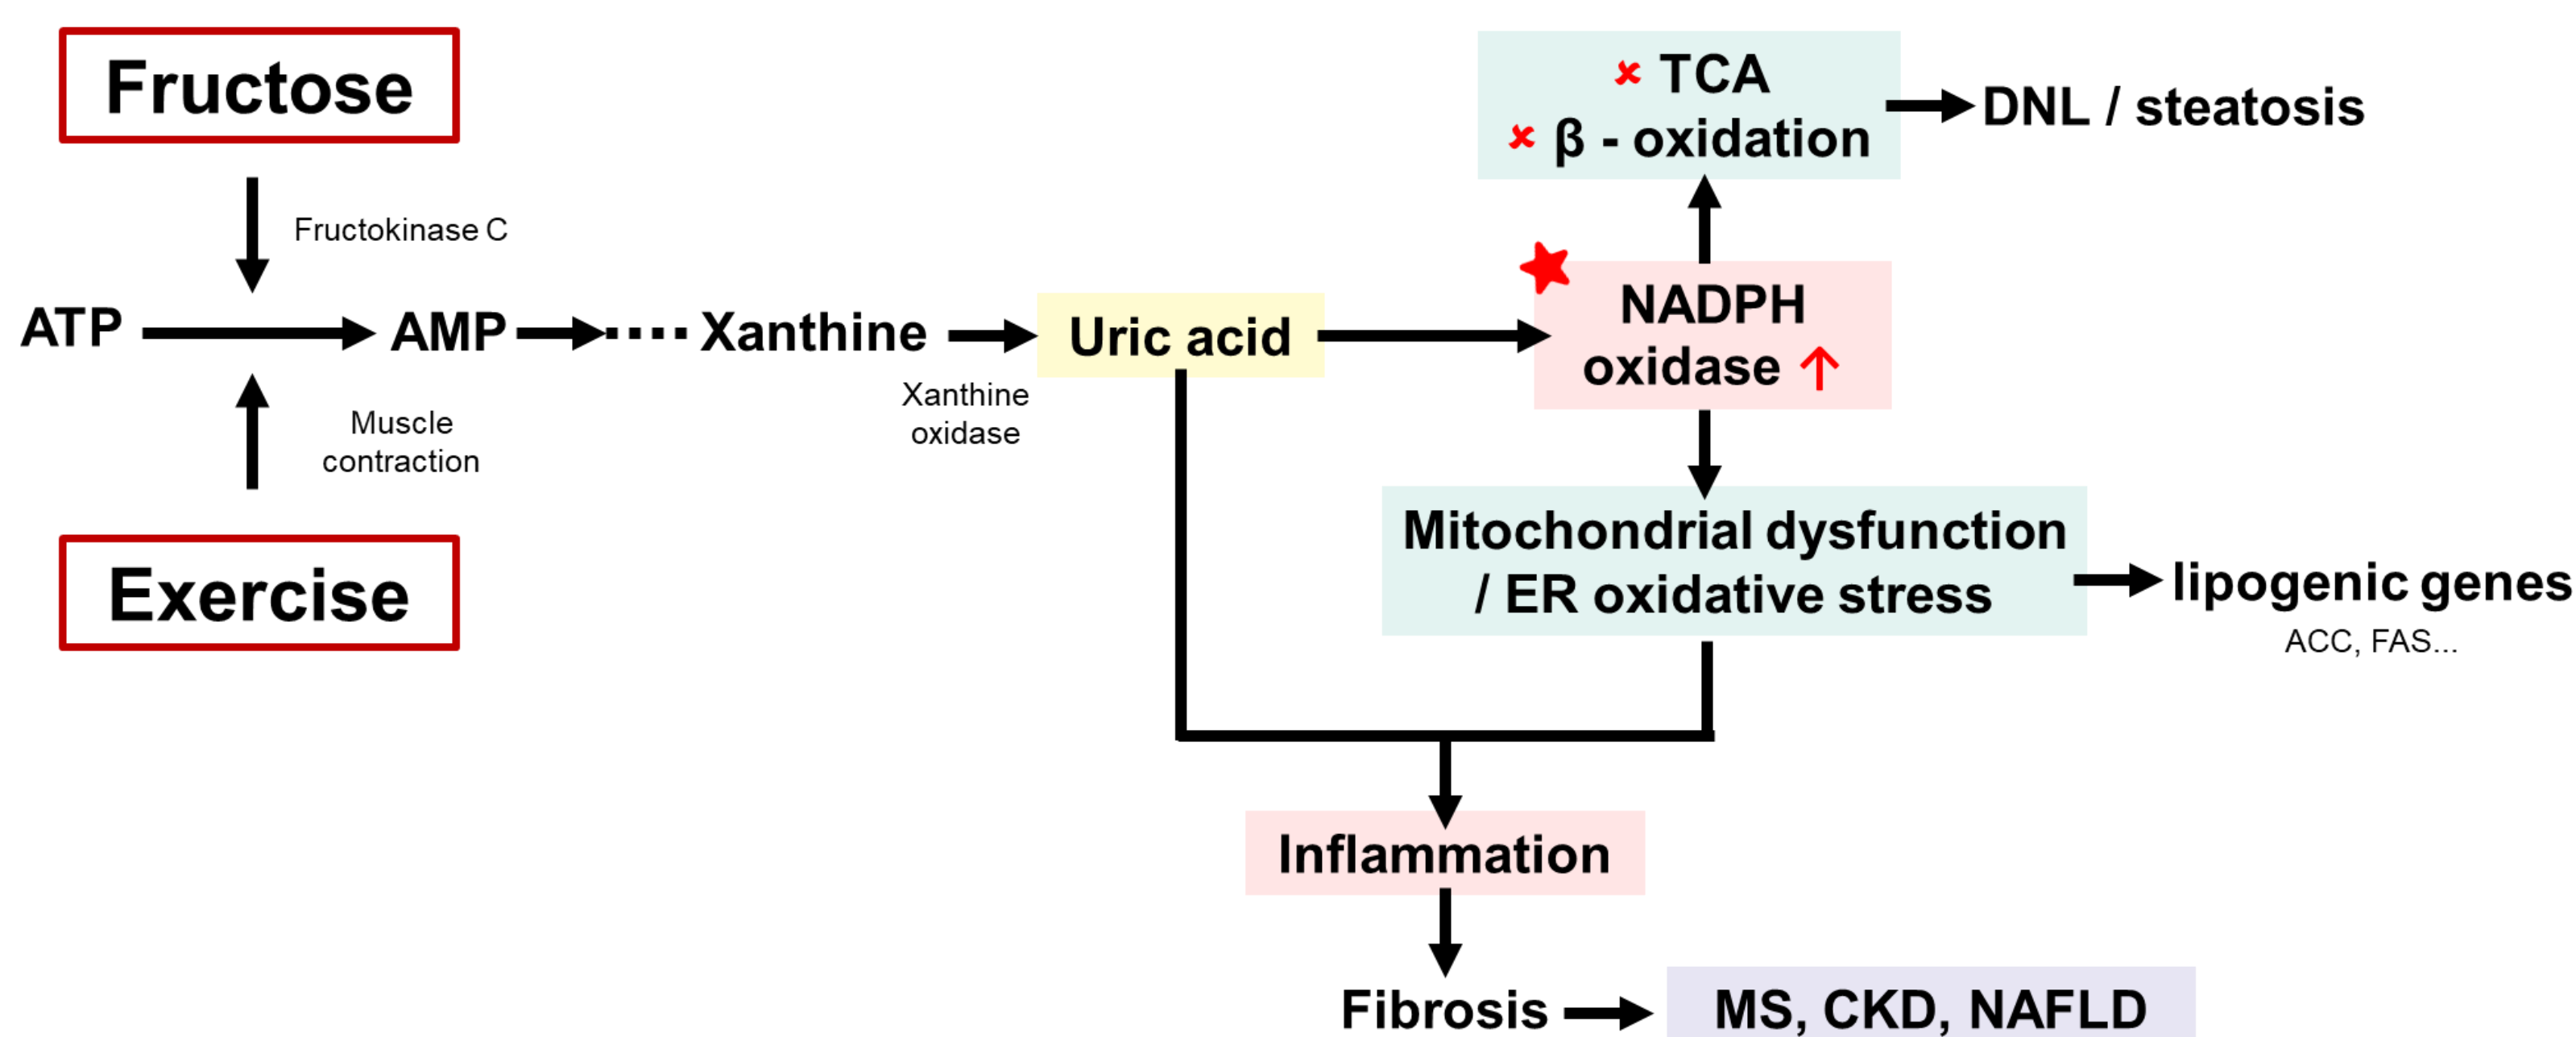 Fructose
Fructokinase C
ATP
AMP
Xanthine
Xanthine
oxidase
Muscle
contraction
Exercise
Uric acid
TCA
β - oxidation
DNL / steatosis
NADPH
oxidase ↑
Mitochondrial dysfunction
/ ER oxidative stress
lipogenic genes
ACC, FAS...
Inflammation
Fibrosis
MS, CKD, NAFLD